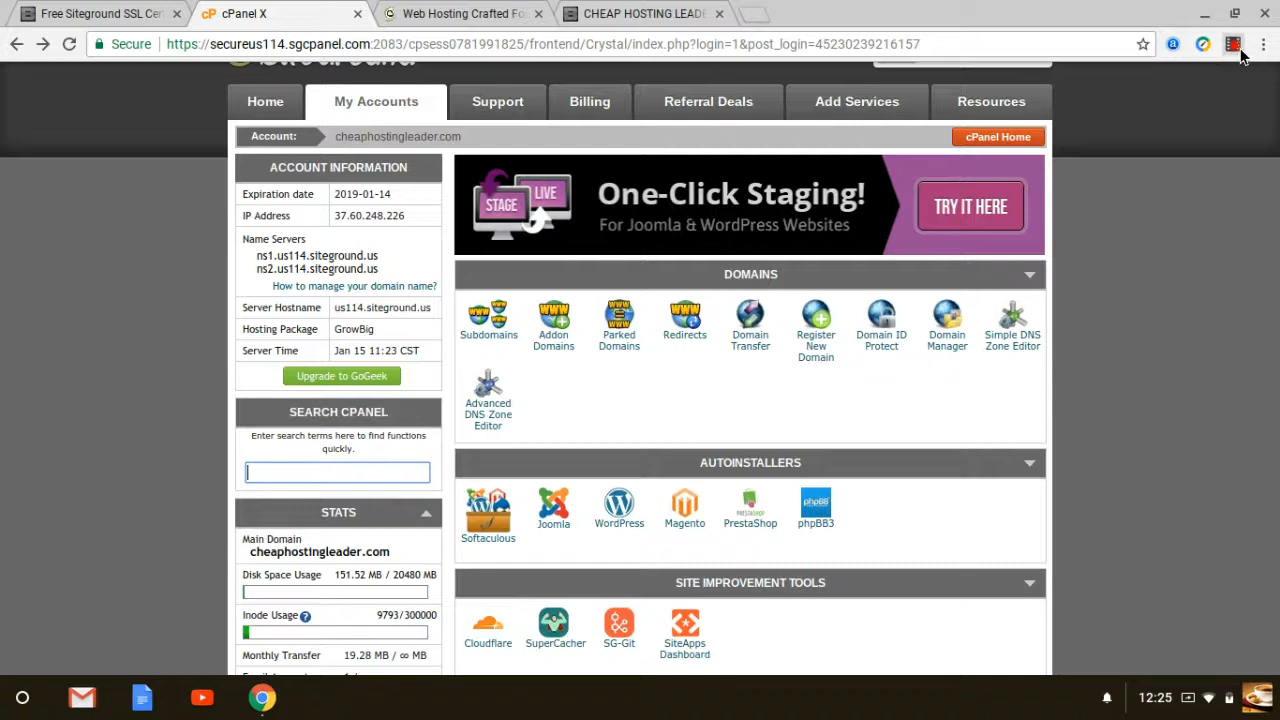 Free Siteground SSL Cer
cPanel X
Web Hosting Crafted Fo
CHEAP HOSTING LEAD
Secure
https://secureus114.sgcpanel.com:2083/cpsess0781991825/frontend/Crystal/index.php?login=1&post_login=45230239216157
Home
My Accounts
Support
Billing
Referral Deals
Add Services
Resources
Account:
cheaphostingleader.com
cPanel Home
ACCOUNT INFORMATION
Expiration date 2019-01-14
IP Address 37.60.248.226
Name Servers
ns1.us114.siteground.us
ns2.us114.siteground.us
How to manage your domain name?
Server Hostname us114.siteground.us
Hosting Package GrowBig
Server Time Jan 15 11:23 CST
Upgrade to GoGeek
SEARCH CPANEL
Enter search terms here to find functions
quickly.
STATS
Main Domain
cheaphostingleader.com
Disk Space Usage 151.52 MB / 20480 MB
Inode Usage ? 9793/300000
Monthly Transfer 19.28 MB / ∞ MB
STAGE
LIVE
One-Click Staging!
For Joomla & WordPress Websites
TRY IT HERE
DOMAINS
Subdomains
Addon
Domains
Parked
Domains
Redirects
Domain
Transfer
Register
New
Domain
Domain ID
Protect
Domain
Manager
Simple DNS
Zone Editor
Advanced
DNS Zone
Editor
AUTOINSTALLERS
Softaculous
Joomla
WordPress
Magento
PrestaShop
phpBB3
SITE IMPROVEMENT TOOLS
Cloudflare
SuperCacher
SG-Git
SiteApps
Dashboard
12:25